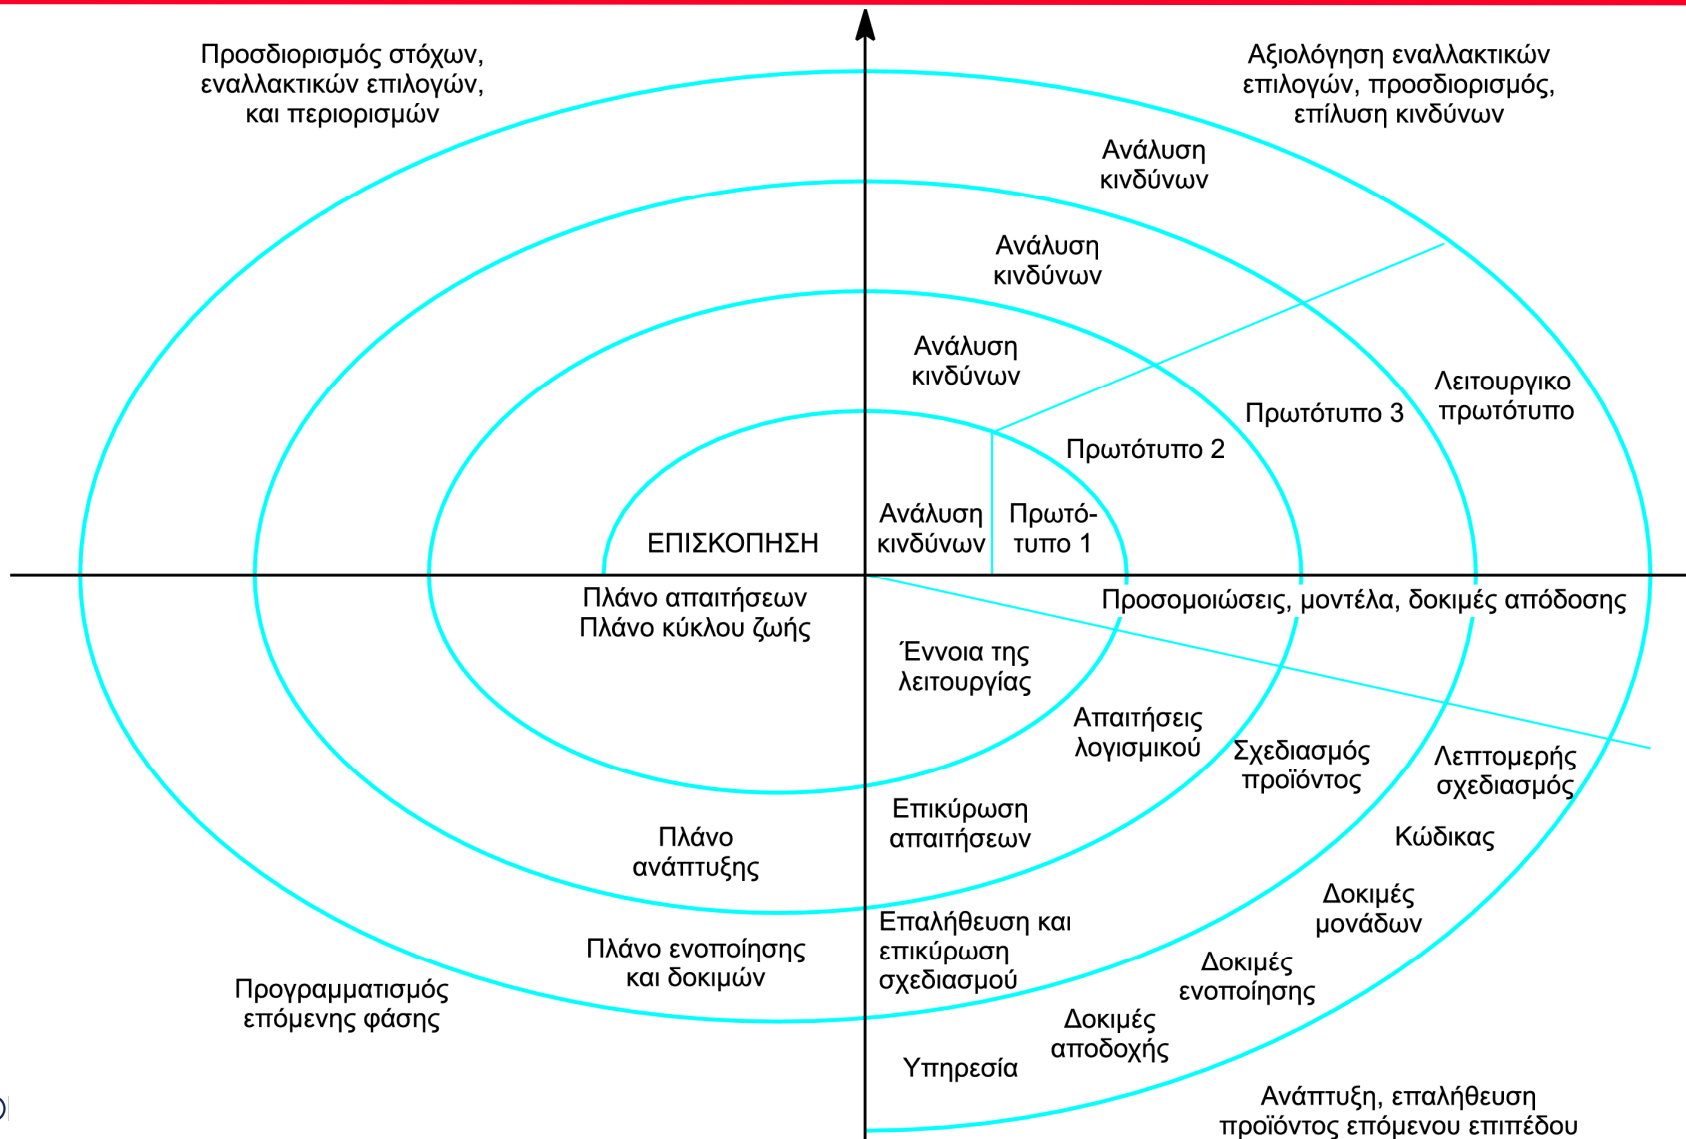 Προσδιορισμός στόχων,
εναλλακτικών επιλογών,
και περιορισμών
Αξιολόγηση εναλλακτικών
επιλογών, προσδιορισμός,
επίλυση κινδύνων
Ανάλυση
κινδύνων
Ανάλυση
κινδύνων
Ανάλυση
κινδύνων
Λειτουργικο
πρωτότυπο
Πρωτότυπο 3
Πρωτότυπο 2
Ανάλυση
κινδύνων
Πρωτό-
τυπο 1
ΕΠΙΣΚΟΠΗΣΗ
Πλάνο απαιτήσεων
Πλάνο κύκλου ζωής
Προσομοιώσεις, μοντέλα, δοκιμές απόδοσης
Έννοια της
λειτουργίας
Απαιτήσεις
λογισμικού
Σχεδιασμός
προϊόντος
Λεπτομερής
σχεδιασμός
Επικύρωση
απαιτήσεων
Κώδικας
Πλάνο
ανάπτυξης
Δοκιμές
μονάδων
Επαλήθευση και
επικύρωση
σχεδιασμού
Πλάνο ενοποίησης
και δοκιμών
Δοκιμές
ενοποίησης
Προγραμματισμός
επόμενης φάσης
Δοκιμές
αποδοχής
Υπηρεσία
Ανάπτυξη, επαλήθευση
προϊόντος επόμενου επιπέδου